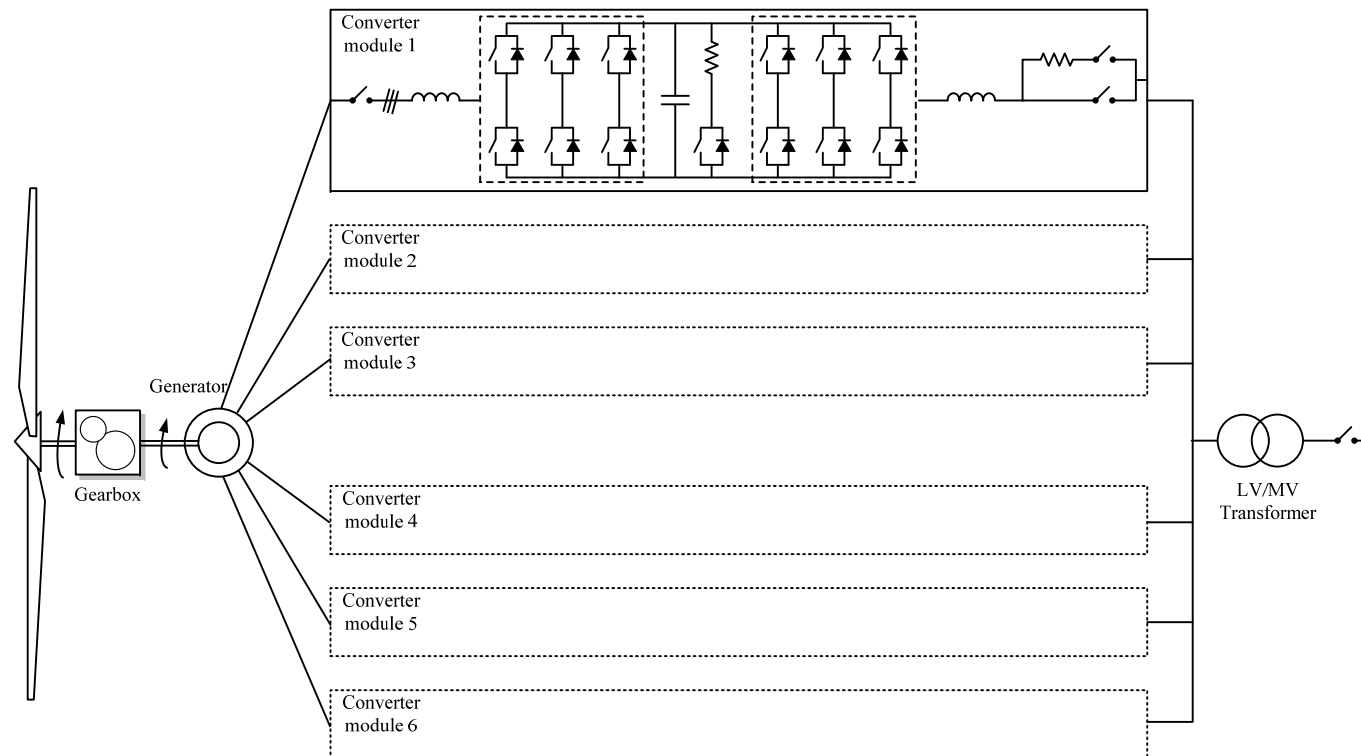 Converter
module 1
Converter
module 2
Converter
module 3
Generator
Gearbox
Converter
module 4
LV/MV
Transformer
Converter
module 5
Converter
module 6